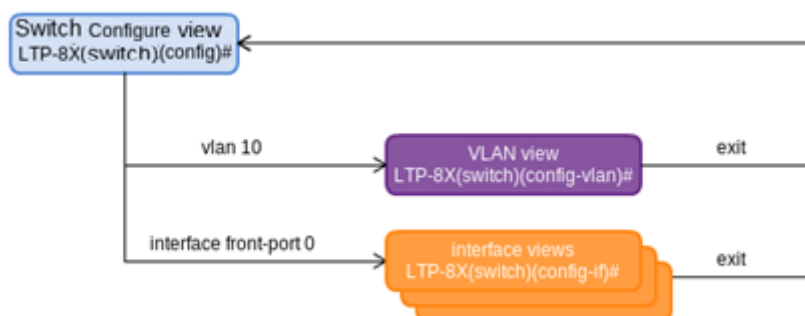 Switch Configure view
LTP-8X(switch)(config)#
vlan 10
VLAN view
LTP-8X(switch)(config-vlan)#
exit
interface front-port 0
interface views
LTP-8X(switch)(config-if)#
exit